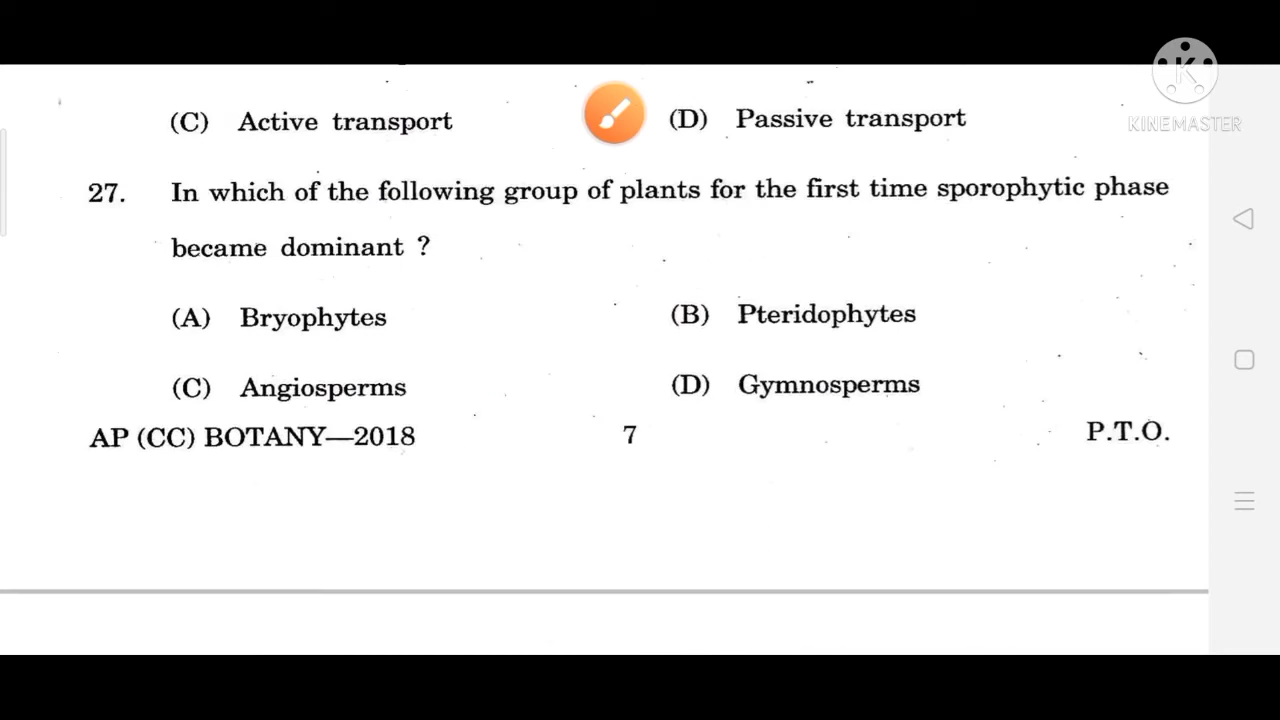 KINEMASTER
(C) Active transport (D) Passive transport
27. In which of the following group of plants for the first time sporophytic phase
became dominant ?
(A) Bryophytes (B) Pteridophytes
(C) Angiosperms (D) Gymnosperms
AP (CC) BOTANY—2018 7 P.T.O.